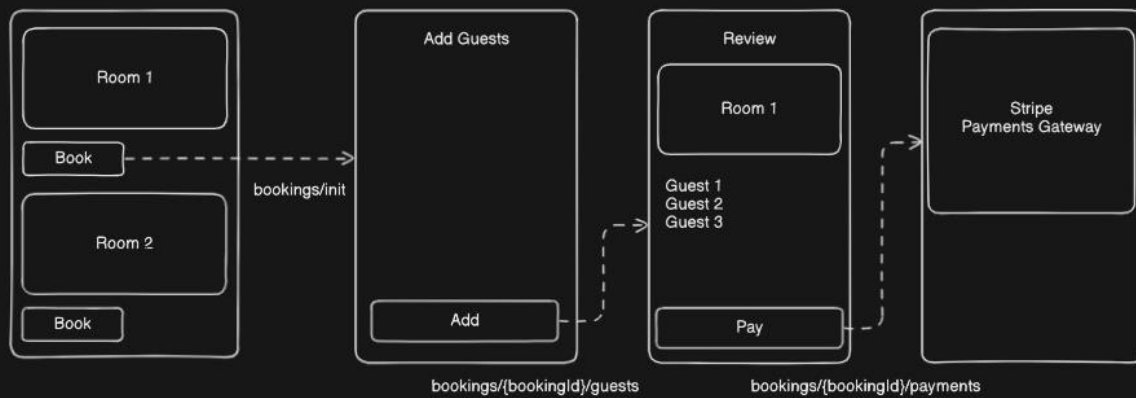 Room 1
Book
Room 2
Book
bookings/init
Add Guests
Add
bookings/{bookingId}/guests
Review
Room 1
Guest 1
Guest 2
Guest 3
Pay
bookings/{bookingId}/payments
Stripe
Payments Gateway